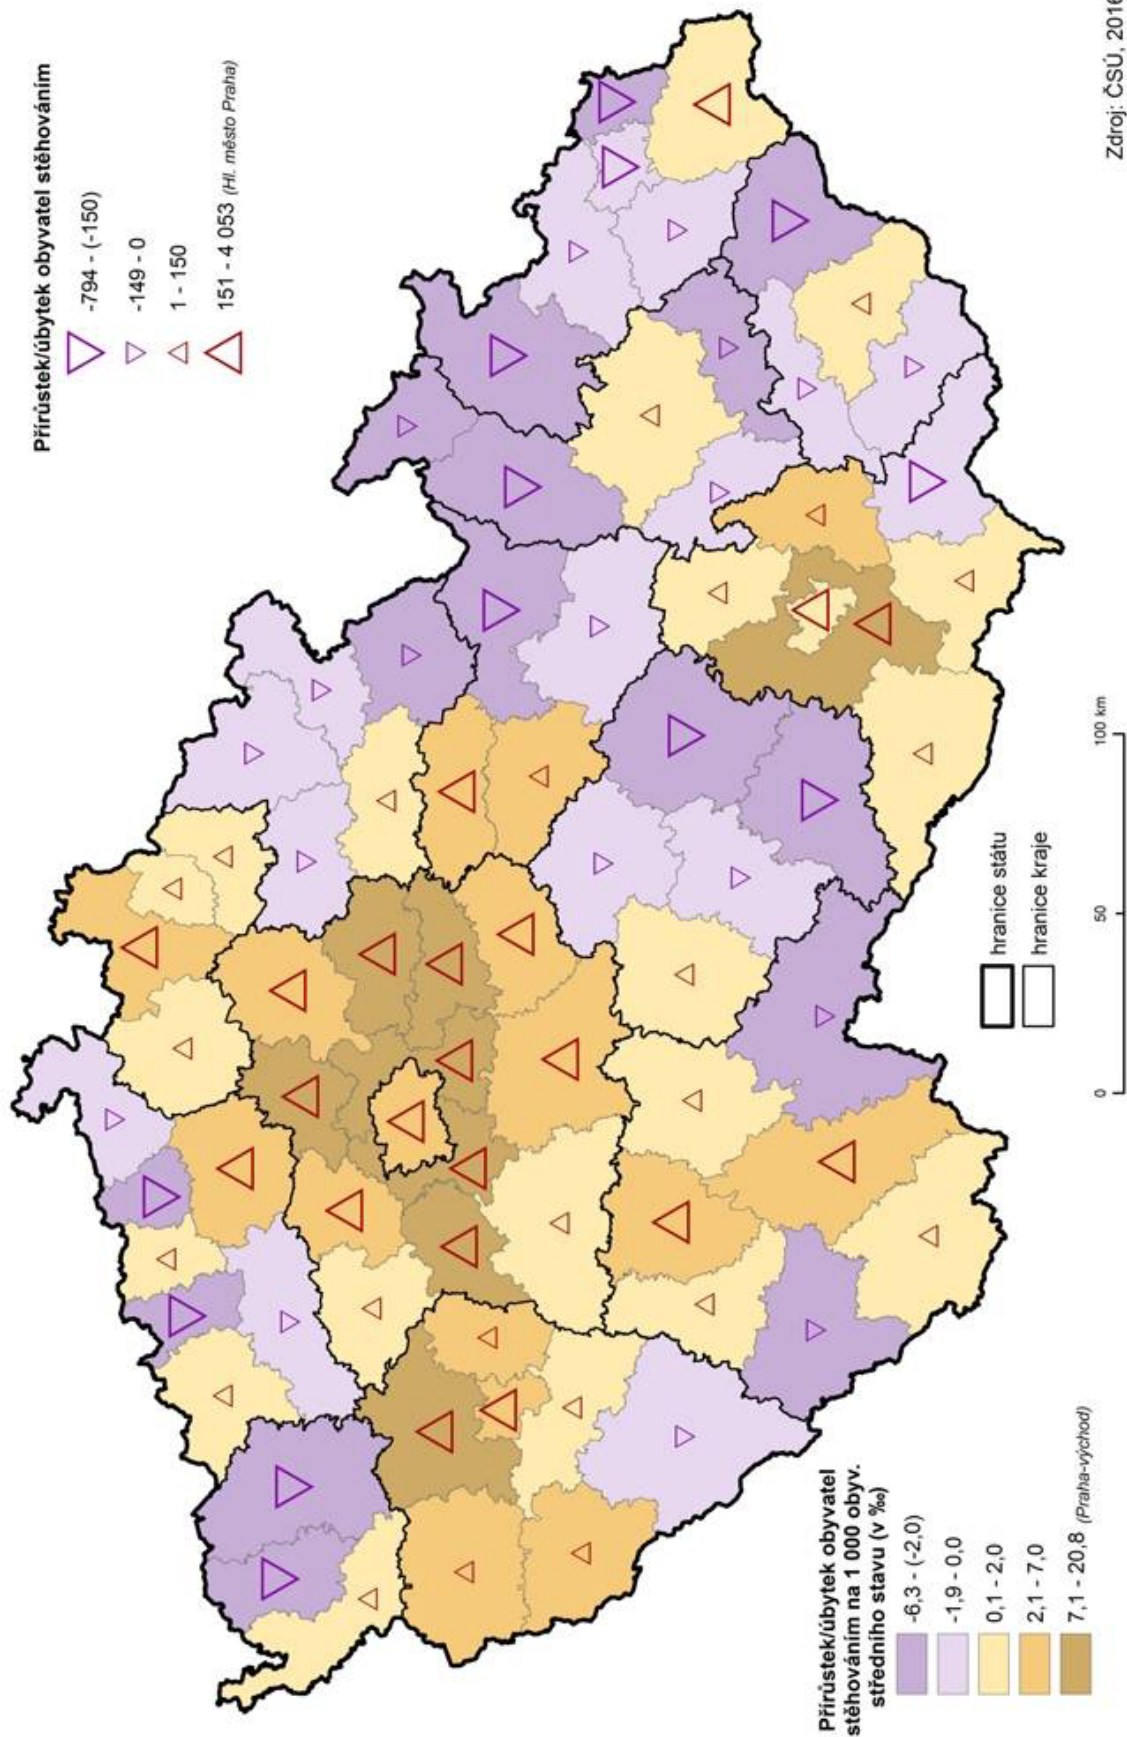 Přírůstek/úbytek obyvatel stěhováním
-794 - (-150)
-149 - 0
1 - 150
151 - 4 053 (Hl. město Praha)
Přírůstek/úbytek obyvatel
stěhováním na 1 000 obyv.
středního stavu (v ‰)
-6,3 - (-2,0)
-1,9 - 0,0
0,1 - 2,0
2,1 - 7,0
7,1 - 20,8 (Praha-východ)
hranice státu
hranice kraje
0 50 100 km
Zdroj: ČSÚ, 2016